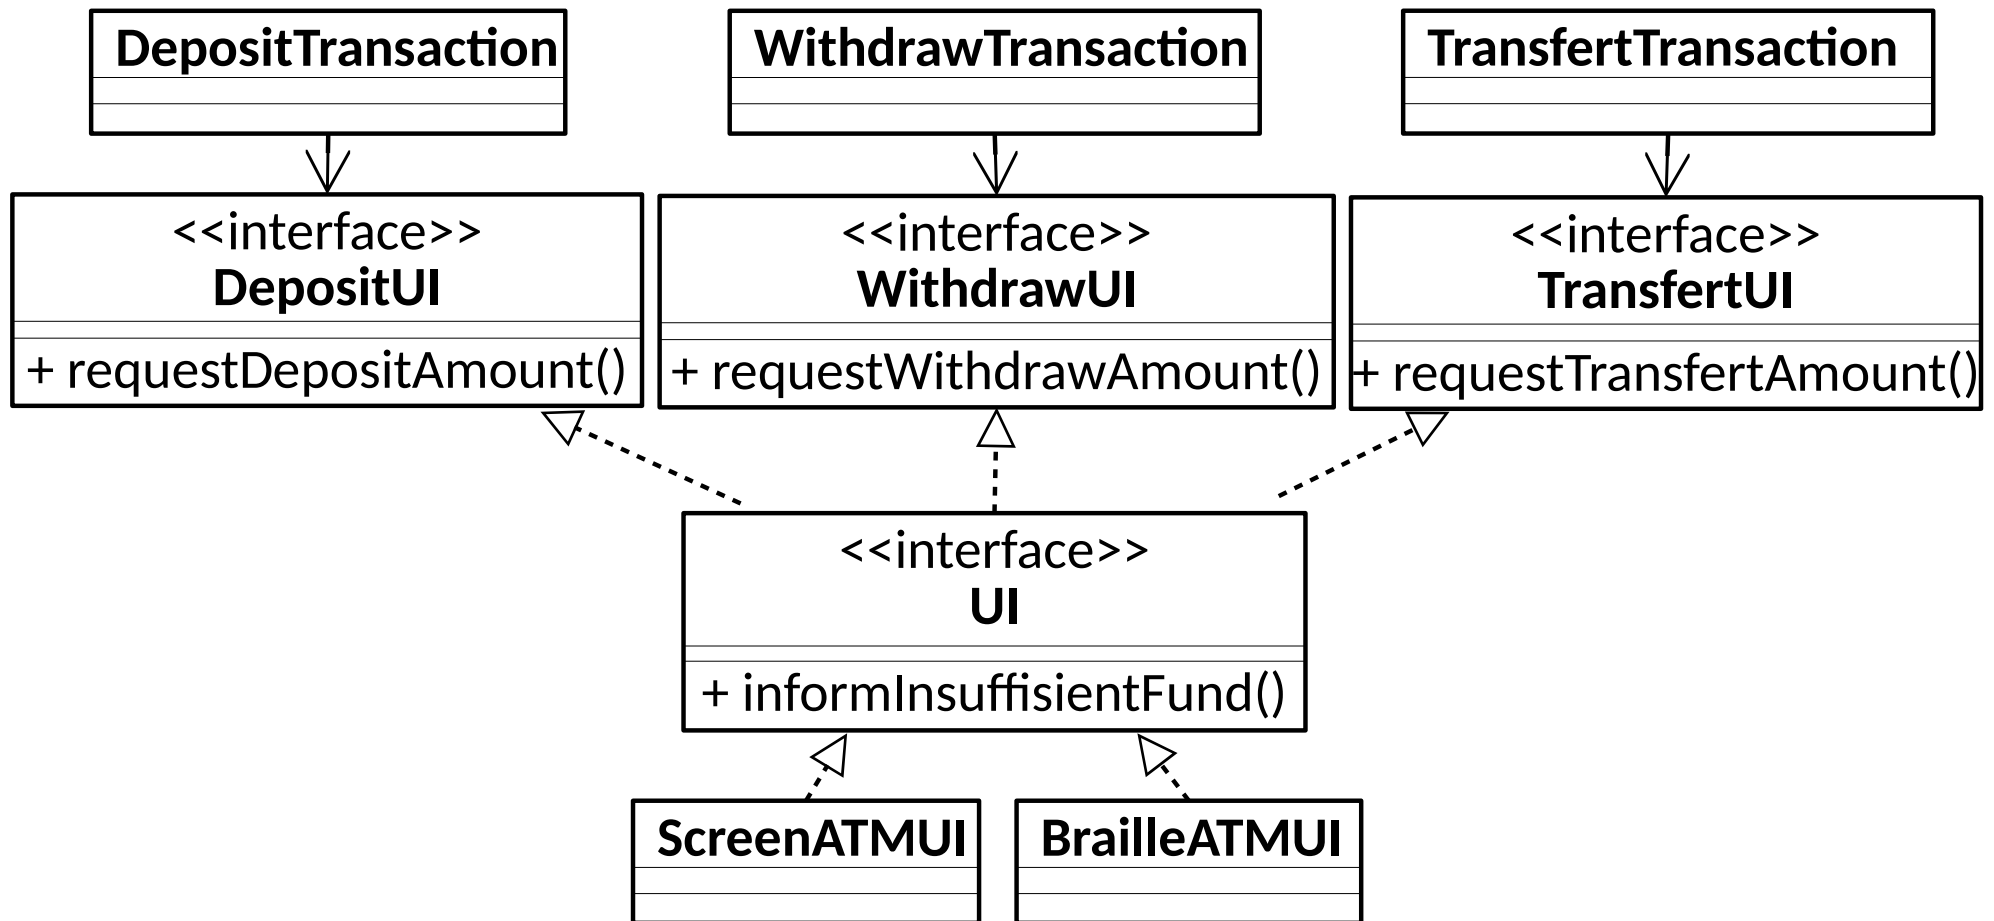 DepositTransaction
WithdrawTransaction
TransfertTransaction
<<interface>>
DepositUI
+ requestDepositAmount()
<<interface>>
WithdrawUI
+ requestWithdrawAmount()
<<interface>>
TransfertUI
+ requestTransfertAmount()
<<interface>>
UI
+ informInsuffisientFund()
ScreenATMUI
BrailleATMUI